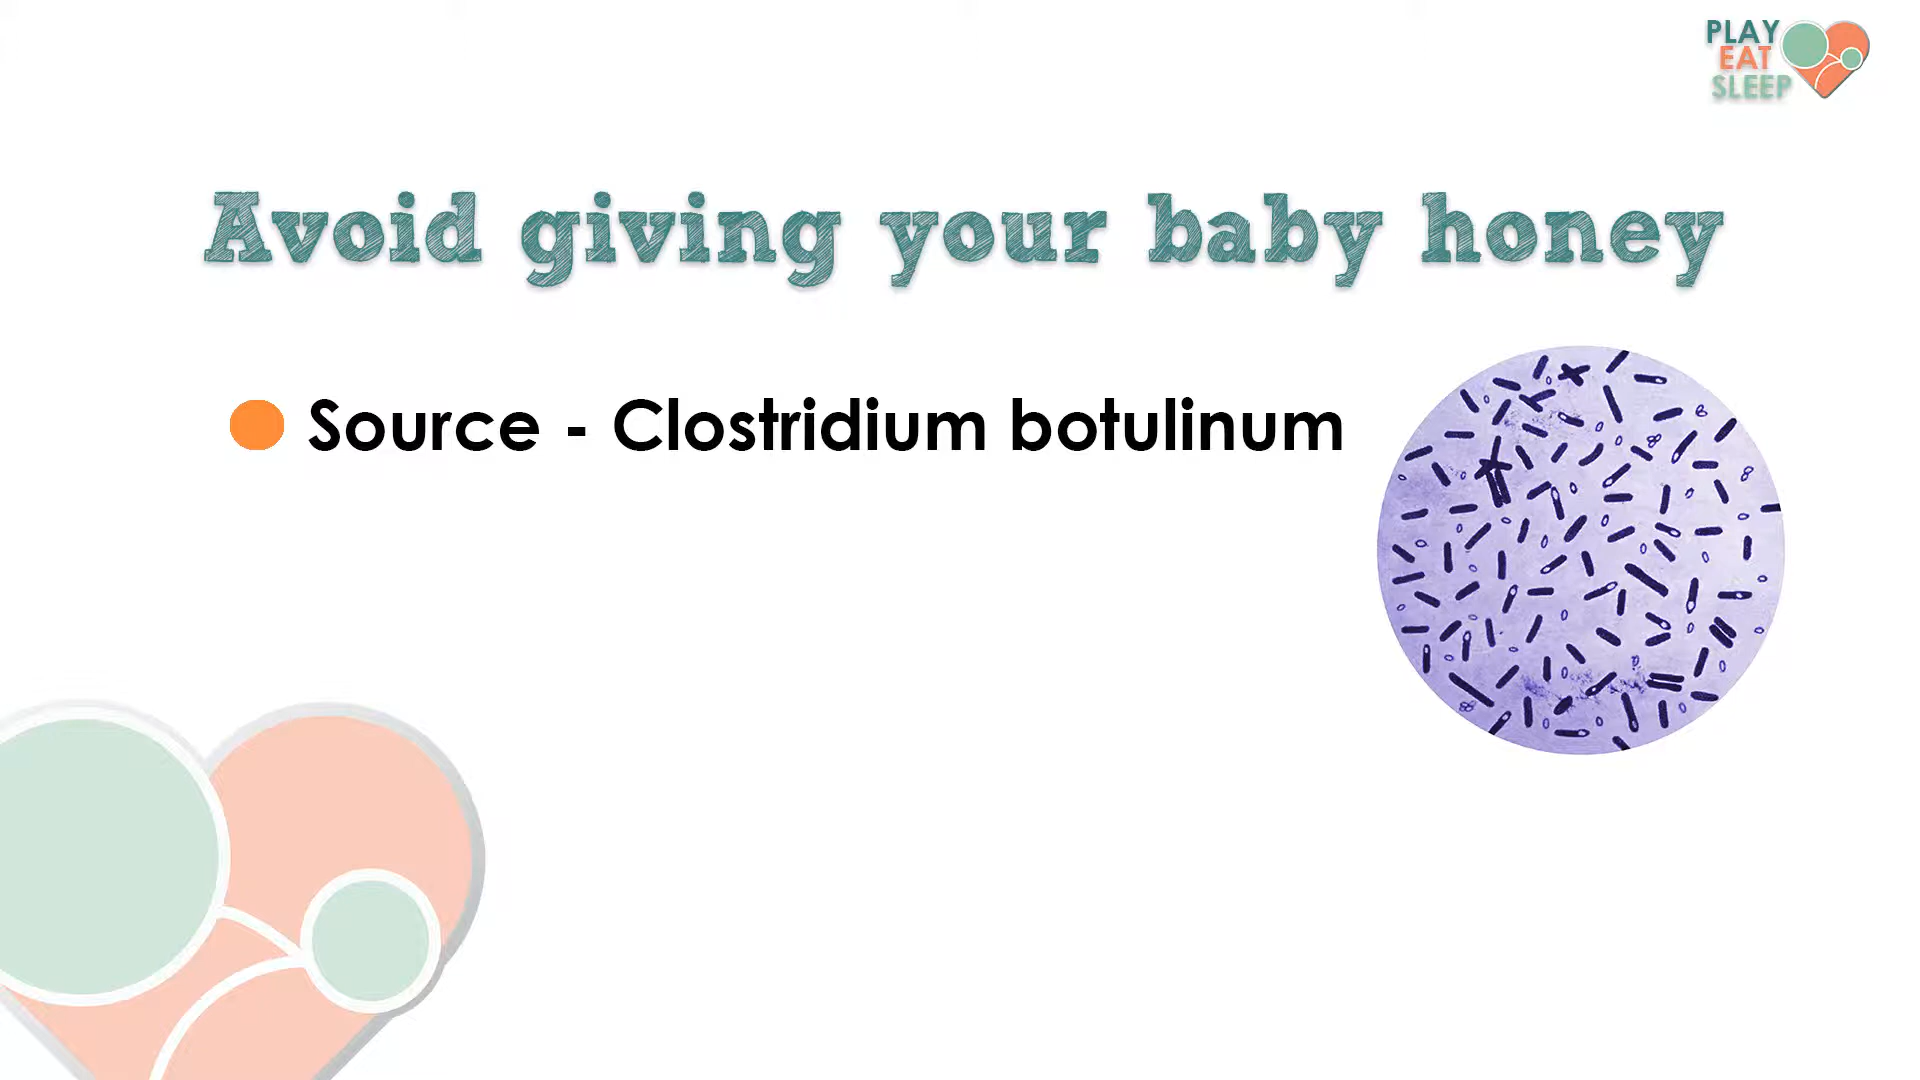 PLAY
EAT
SLEEP
Avoid giving your baby honey
Source - Clostridium botulinum